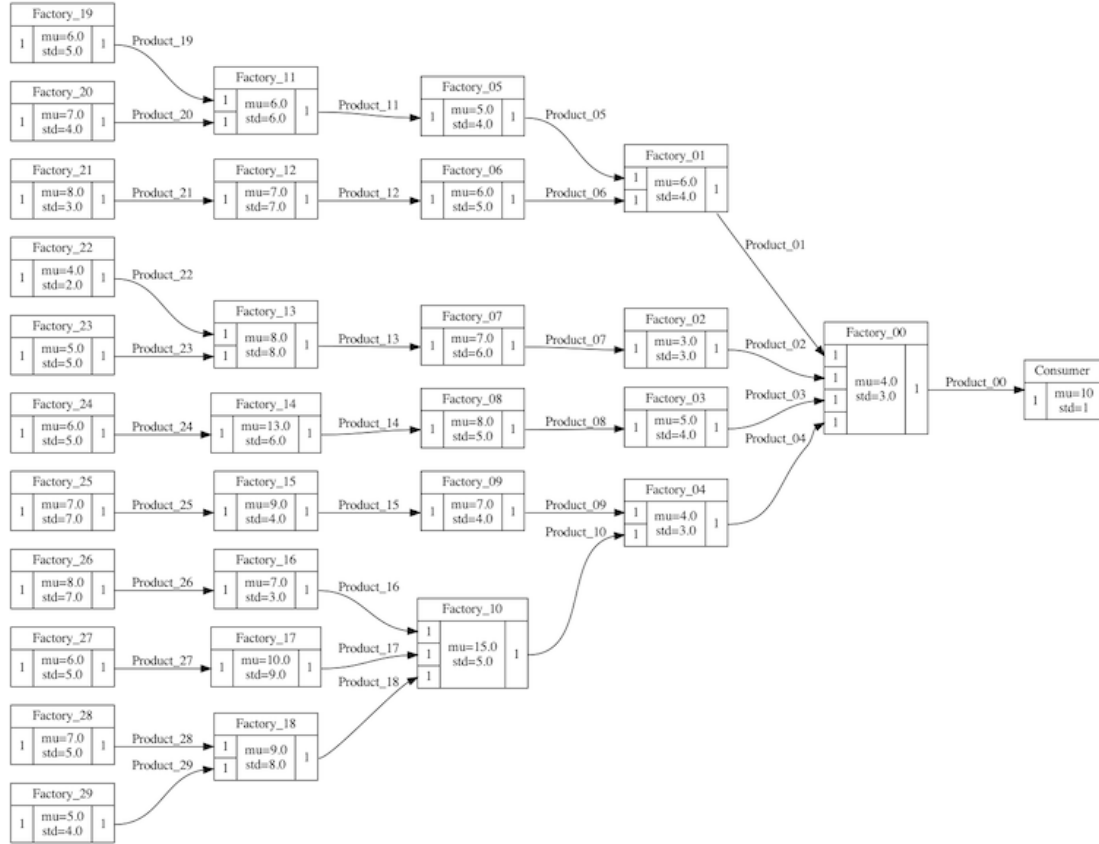 Factory_19
1 mu=6.0 1
std=5.0
Product_19
Factory_20
1 mu=7.0 1
std=4.0
Product_20
Factory_11
1 mu=6.0 1
1 std=6.0
Product_11
Factory_05
1 mu=5.0 1
std=4.0
Product_05
Factory_21
1 mu=8.0 1
std=3.0
Product_21
Factory_12
1 mu=7.0 1
std=7.0
Product_12
Factory_06
1 mu=6.0 1
std=5.0
Product_06
Factory_01
1 mu=6.0 1
1 std=4.0
Product_01
Factory_22
1 mu=4.0 1
std=2.0
Product_22
Factory_23
1 mu=5.0 1
std=5.0
Product_23
Factory_13
1 mu=8.0 1
1 std=8.0
Product_13
Factory_07
1 mu=7.0 1
std=6.0
Product_07
Factory_02
1 mu=3.0 1
std=3.0
Product_02
Factory_24
1 mu=6.0 1
std=5.0
Product_24
Factory_14
1 mu=13.0 1
std=6.0
Product_14
Factory_08
1 mu=8.0 1
std=5.0
Product_08
Factory_03
1 mu=5.0 1
std=4.0
Product_03
Factory_25
1 mu=7.0 1
std=7.0
Product_25
Factory_15
1 mu=9.0 1
std=4.0
Product_15
Factory_09
1 mu=7.0 1
std=4.0
Product_09
Factory_04
1 mu=4.0 1
1 std=3.0
Product_04
Factory_26
1 mu=8.0 1
std=7.0
Product_26
Factory_16
1 mu=7.0 1
std=3.0
Product_16
Factory_27
1 mu=6.0 1
std=5.0
Product_27
Factory_17
1 mu=10.0 1
std=9.0
Product_17
Factory_28
1 mu=7.0 1
std=5.0
Product_28
Factory_29
1 mu=5.0 1
std=4.0
Product_29
Factory_18
1 mu=9.0 1
1 std=8.0
Product_18
Factory_10
1
1 mu=15.0 1
1 std=5.0
Product_10
Factory_00
1
1 mu=4.0 1
1 std=3.0
1
Product_00
Consumer
1 mu=10
std=1